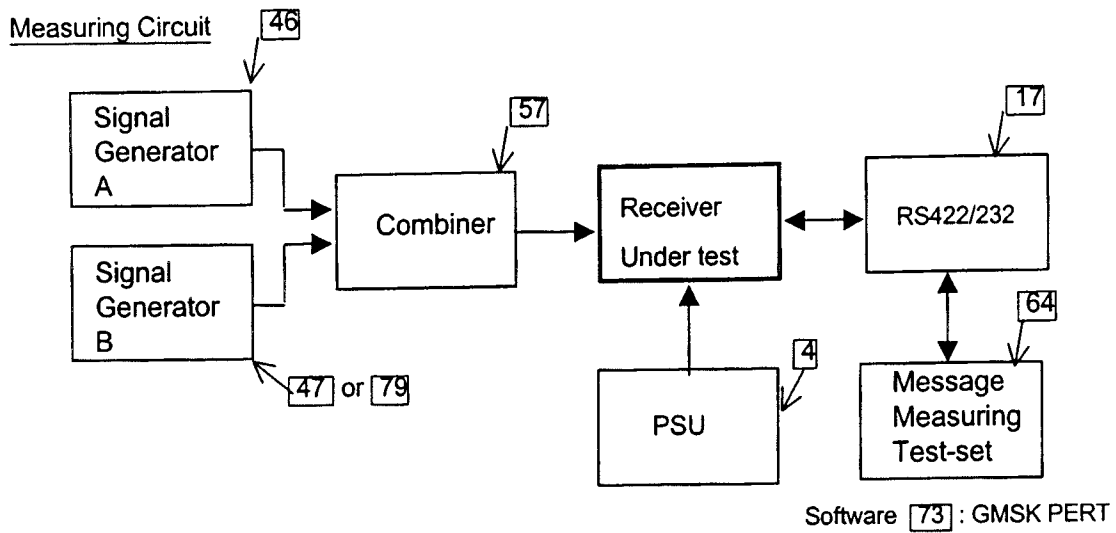 Measuring Circuit
46
Signal
Generator
A
57
Combiner
Receiver
Under test
17
RS422/232
Signal
Generator
B
47 or 79
4
PSU
64
Message
Measuring
Test-set
Software 73 : GMSK PERT